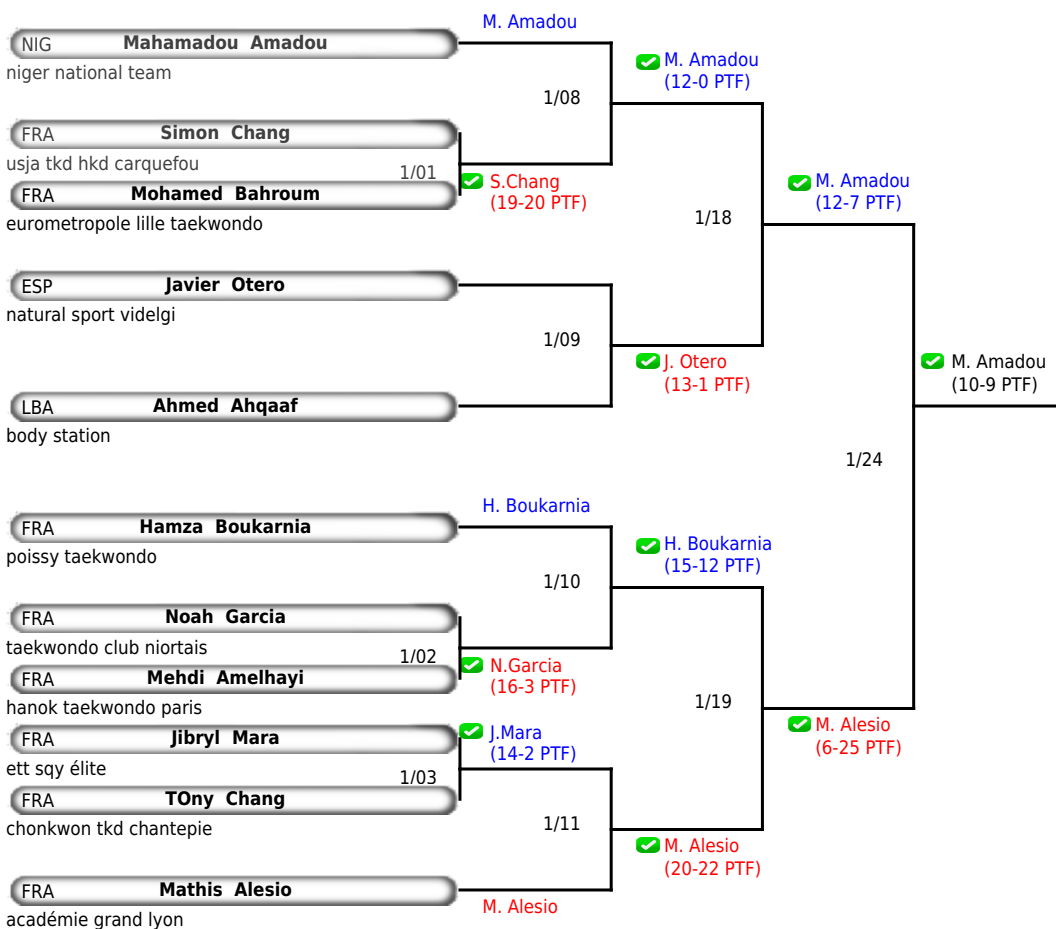 M. Amadou
NIG Mahamadou Amadou
niger national team
M. Amadou
(12-0 PTF)
1/08
FRA Simon Chang
usja tkd hkd carquefou
1/01
S.Chang
(19-20 PTF)
FRA Mohamed Bahroum
eurometropole lille taekwondo
M. Amadou
(12-7 PTF)
1/18
ESP Javier Otero
natural sport videlgi
1/09
J. Otero
(13-1 PTF)
LBA Ahmed Ahqaaf
body station
M. Amadou
(10-9 PTF)
1/24
H. Boukarnia
FRA Hamza Boukarnia
poissy taekwondo
H. Boukarnia
(15-12 PTF)
1/10
FRA Noah Garcia
taekwondo club niortais
1/02
N.Garcia
(16-3 PTF)
FRA Mehdi Amelhayi
hanok taekwondo paris
1/19
M. Alesio
(6-25 PTF)
FRA Jibryl Mara
ett sqy élite
J.Mara
(14-2 PTF)
1/03
FRA TOny Chang
chonkwon tkd chantepie
1/11
M. Alesio
(20-22 PTF)
FRA Mathis Alesio
académie grand lyon
M. Alesio